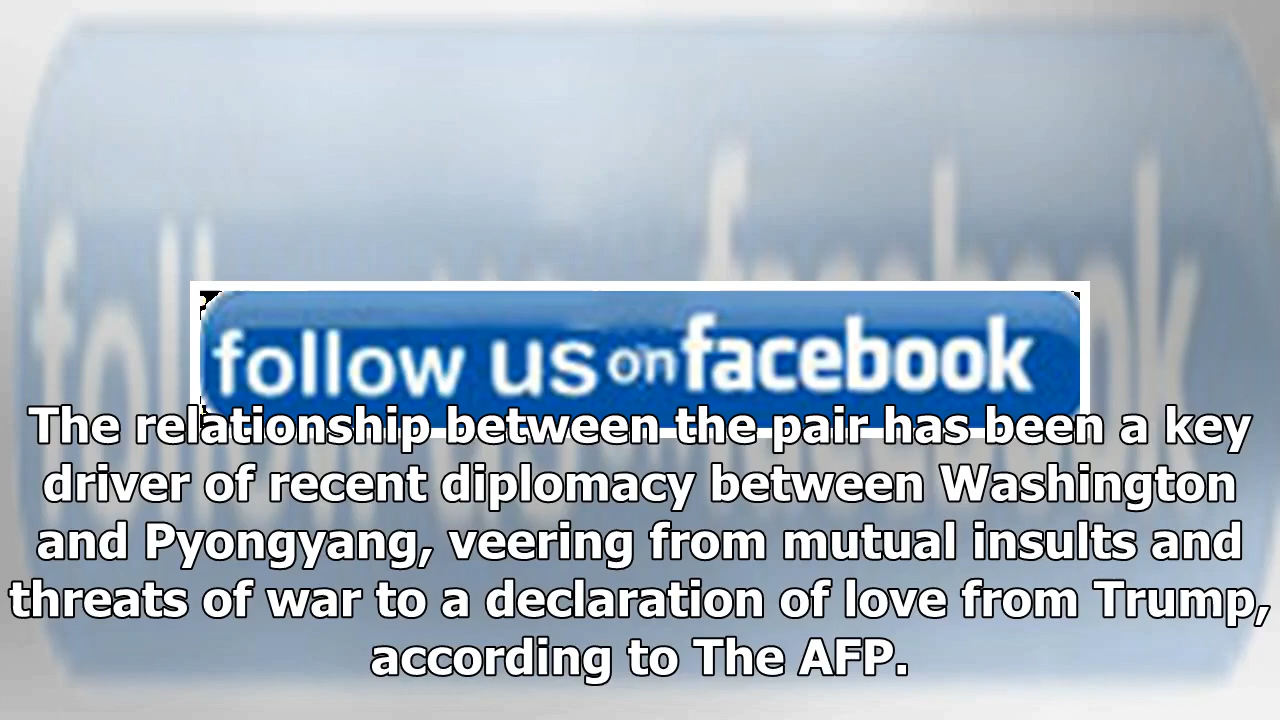 follow us on facebook
The relationship between the pair has been a key
driver of recent diplomacy between Washington
and Pyongyang, veering from mutual insults and
threats of war to a declaration of love from Trump,
according to The AFP.